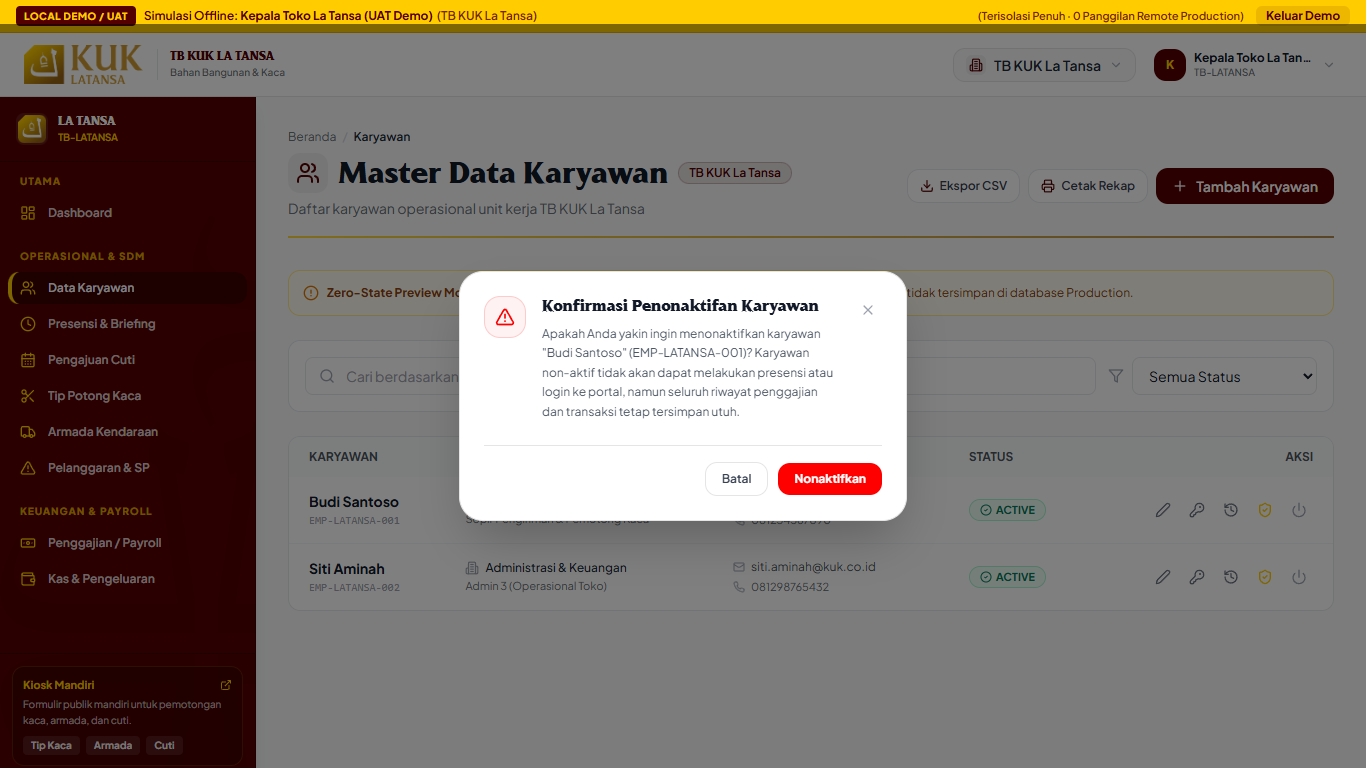 LOCAL DEMO / UAT Simulasi Offline: Kepala Toko La Tansa (UAT Demo) (TB KUK La Tansa) (Terisolasi Penuh · 0 Panggilan Remote Production) Keluar Demo
KUK
LATANSA
TB KUK LA TANSA
Bahan Bangunan & Kaca
TB KUK La Tansa
K
Kepala Toko La Tan...
TB-LATANSA
LA TANSA
TB-LATANSA
UTAMA
Dashboard
OPERASIONAL & SDM
Data Karyawan
Presensi & Briefing
Pengajuan Cuti
Tip Potong Kaca
Armada Kendaraan
Pelanggaran & SP
KEUANGAN & PAYROLL
Penggajian / Payroll
Kas & Pengeluaran
Kiosk Mandiri
Formulir publik mandiri untuk pemotongan
kaca, armada, dan cuti.
Tip Kaca Armada Cuti
Beranda / Karyawan
Master Data Karyawan TB KUK La Tansa
Daftar karyawan operasional unit kerja TB KUK La Tansa
Ekspor CSV Cetak Rekap + Tambah Karyawan
Zero-State Preview tidak tersimpan di database Production.
Cari berdasarkan
Semua Status
Konfirmasi Penonaktifan Karyawan
Apakah Anda yakin ingin menonaktifkan karyawan
"Budi Santoso" (EMP-LATANSA-001)? Karyawan
non-aktif tidak akan dapat melakukan presensi atau
login ke portal, namun seluruh riwayat penggajian
dan transaksi tetap tersimpan utuh.
Batal Nonaktifkan
KARYAWAN STATUS AKSI
Budi Santoso
EMP-LATANSA-001
ACTIVE
Siti Aminah
EMP-LATANSA-002
Administrasi & Keuangan
Admin 3 (Operasional Toko)
siti.aminah@kuk.co.id
081298765432
ACTIVE